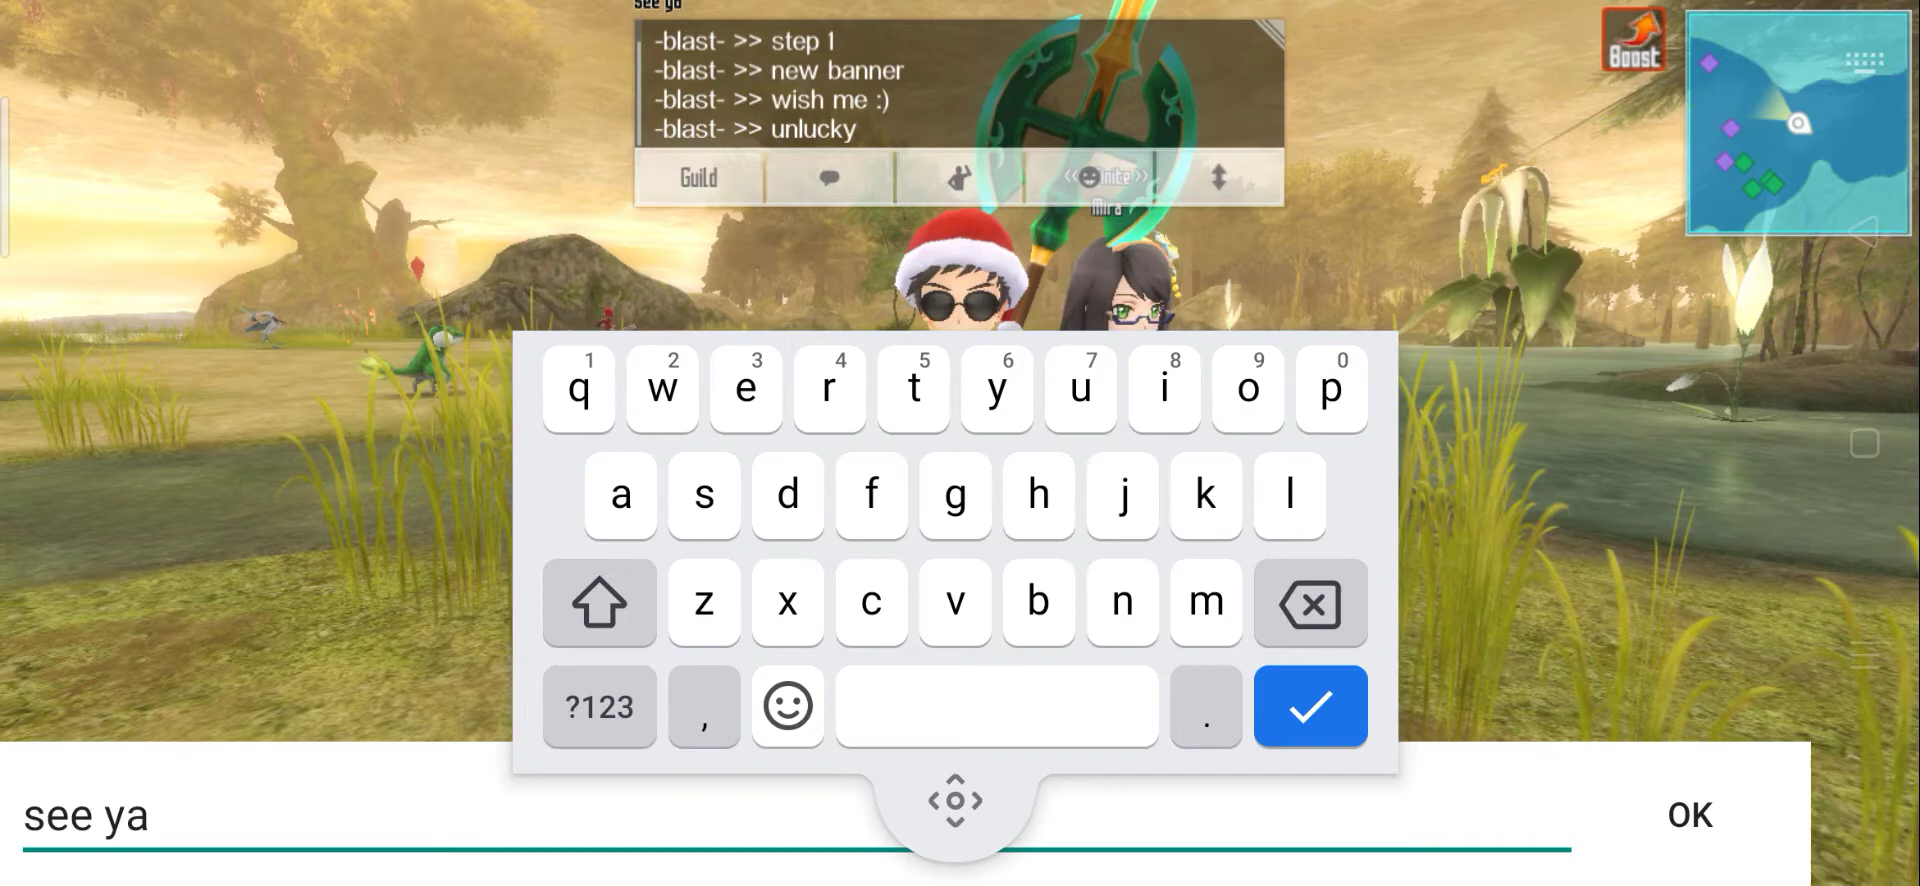 see ya
-blast- >> step 1
-blast- >> new banner
-blast- >> wish me :)
-blast- >> unlucky
Boost
Guild
Mira
1 2 3 4 5 6 7 8 9 0
q w e r t y u i o p
a s d f g h j k l
z x c v b n m
?123 , .
see ya
OK